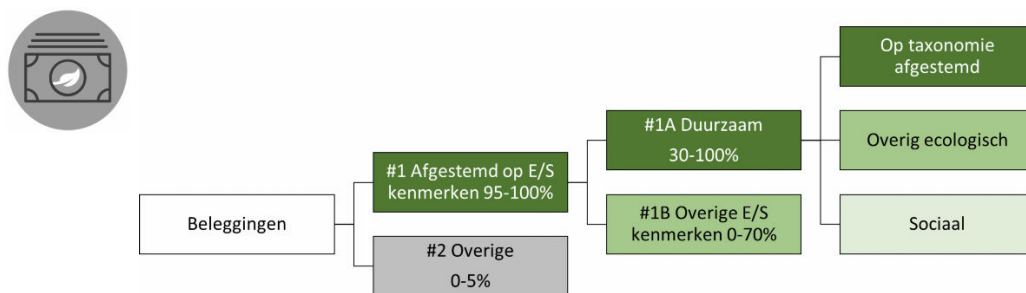 Beleggingen
#1 Afgestemd op E/S
kenmerken 95-100%
#2 Overige
0-5%
#1A Duurzaam
30-100%
#1B Overige E/S
kenmerken 0-70%
Op taxonomie
afgestemd
Overig ecologisch
Sociaal